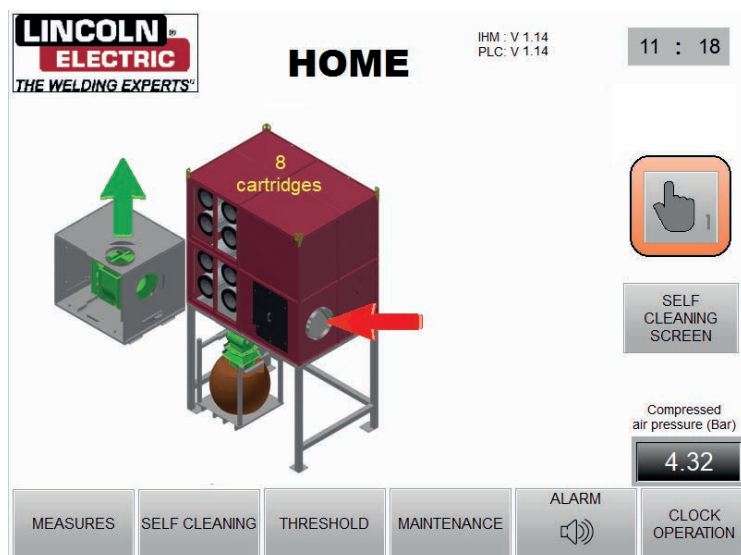 LINCOLN ®
ELECTRIC
THE WELDING EXPERTS®
HOME
IHM : V 1.14
PLC: V 1.14
11 : 18
8
cartridges
1
SELF
CLEANING
SCREEN
Compressed
air pressure (Bar)
4.32
MEASURES
SELF CLEANING
THRESHOLD
MAINTENANCE
ALARM
CLOCK
OPERATION